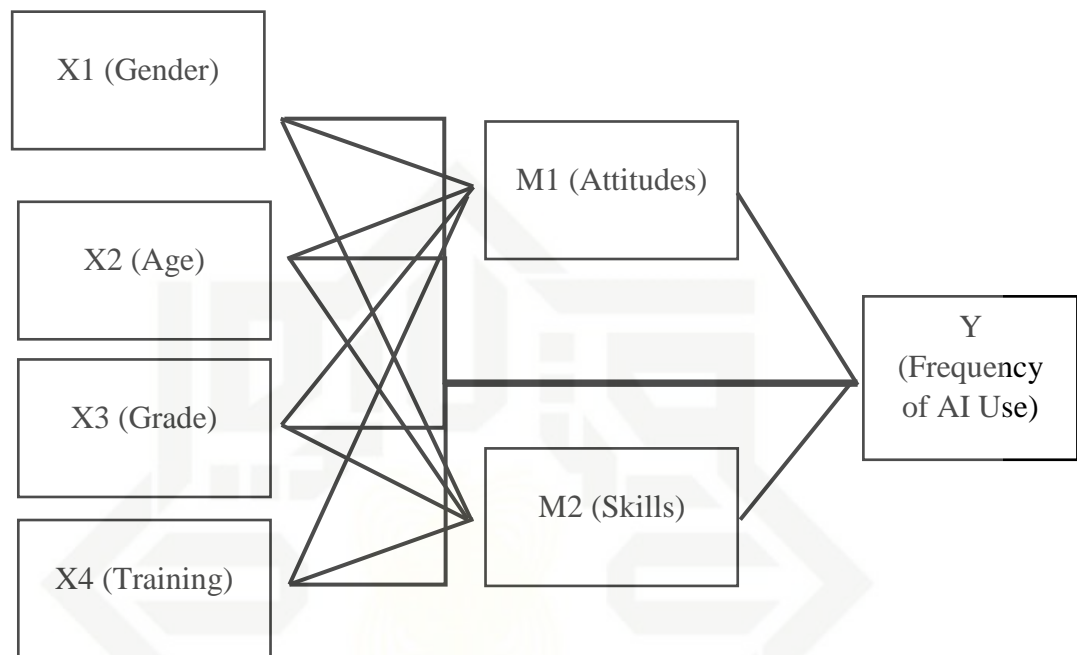 X1 (Gender)
X2 (Age)
X3 (Grade)
X4 (Training)
M1 (Attitudes)
M2 (Skills)
Y
(Frequency
of AI Use)